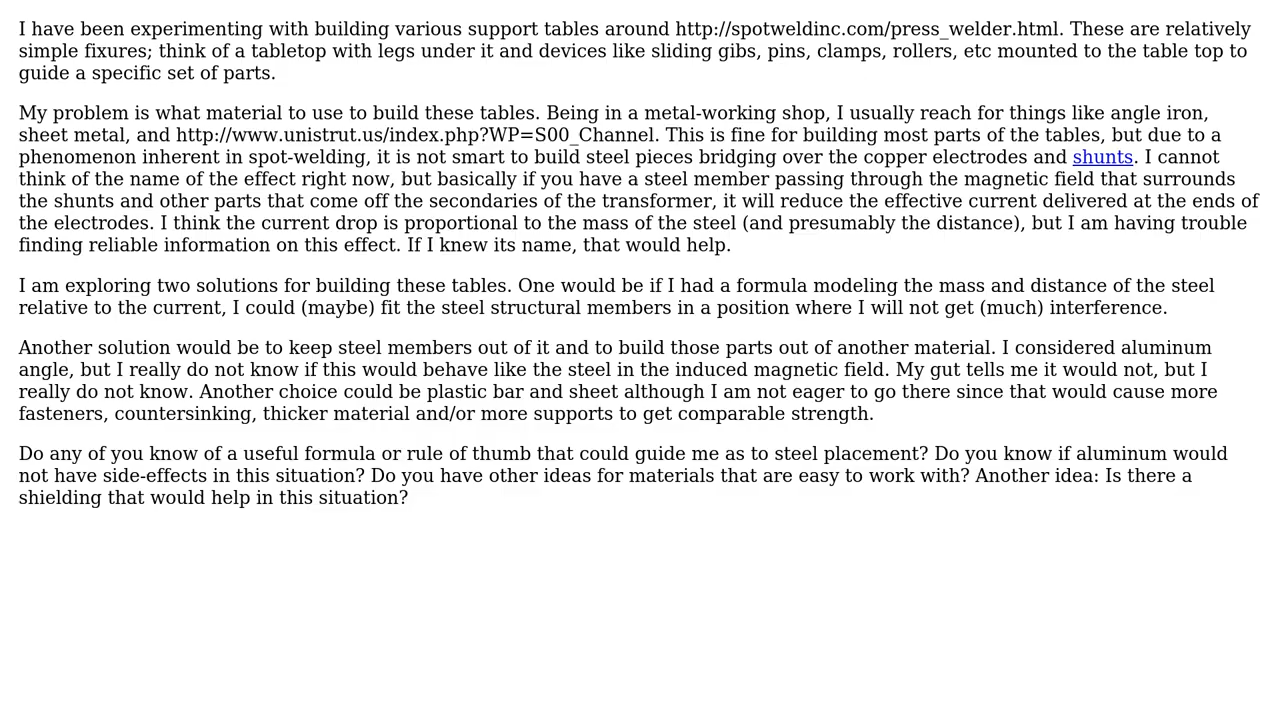 I have been experimenting with building various support tables around http://spotweldinc.com/press_welder.html. These are relatively
simple fixures; think of a tabletop with legs under it and devices like sliding gibs, pins, clamps, rollers, etc mounted to the table top to
guide a specific set of parts.
My problem is what material to use to build these tables. Being in a metal-working shop, I usually reach for things like angle iron,
sheet metal, and http://www.unistrut.us/index.php?WP=S00_Channel. This is fine for building most parts of the tables, but due to a
phenomenon inherent in spot-welding, it is not smart to build steel pieces bridging over the copper electrodes and shunts. I cannot
think of the name of the effect right now, but basically if you have a steel member passing through the magnetic field that surrounds
the shunts and other parts that come off the secondaries of the transformer, it will reduce the effective current delivered at the ends of
the electrodes. I think the current drop is proportional to the mass of the steel (and presumably the distance), but I am having trouble
finding reliable information on this effect. If I knew its name, that would help.
I am exploring two solutions for building these tables. One would be if I had a formula modeling the mass and distance of the steel
relative to the current, I could (maybe) fit the steel structural members in a position where I will not get (much) interference.
Another solution would be to keep steel members out of it and to build those parts out of another material. I considered aluminum
angle, but I really do not know if this would behave like the steel in the induced magnetic field. My gut tells me it would not, but I
really do not know. Another choice could be plastic bar and sheet although I am not eager to go there since that would cause more
fasteners, countersinking, thicker material and/or more supports to get comparable strength.
Do any of you know of a useful formula or rule of thumb that could guide me as to steel placement? Do you know if aluminum would
not have side-effects in this situation? Do you have other ideas for materials that are easy to work with? Another idea: Is there a
shielding that would help in this situation?